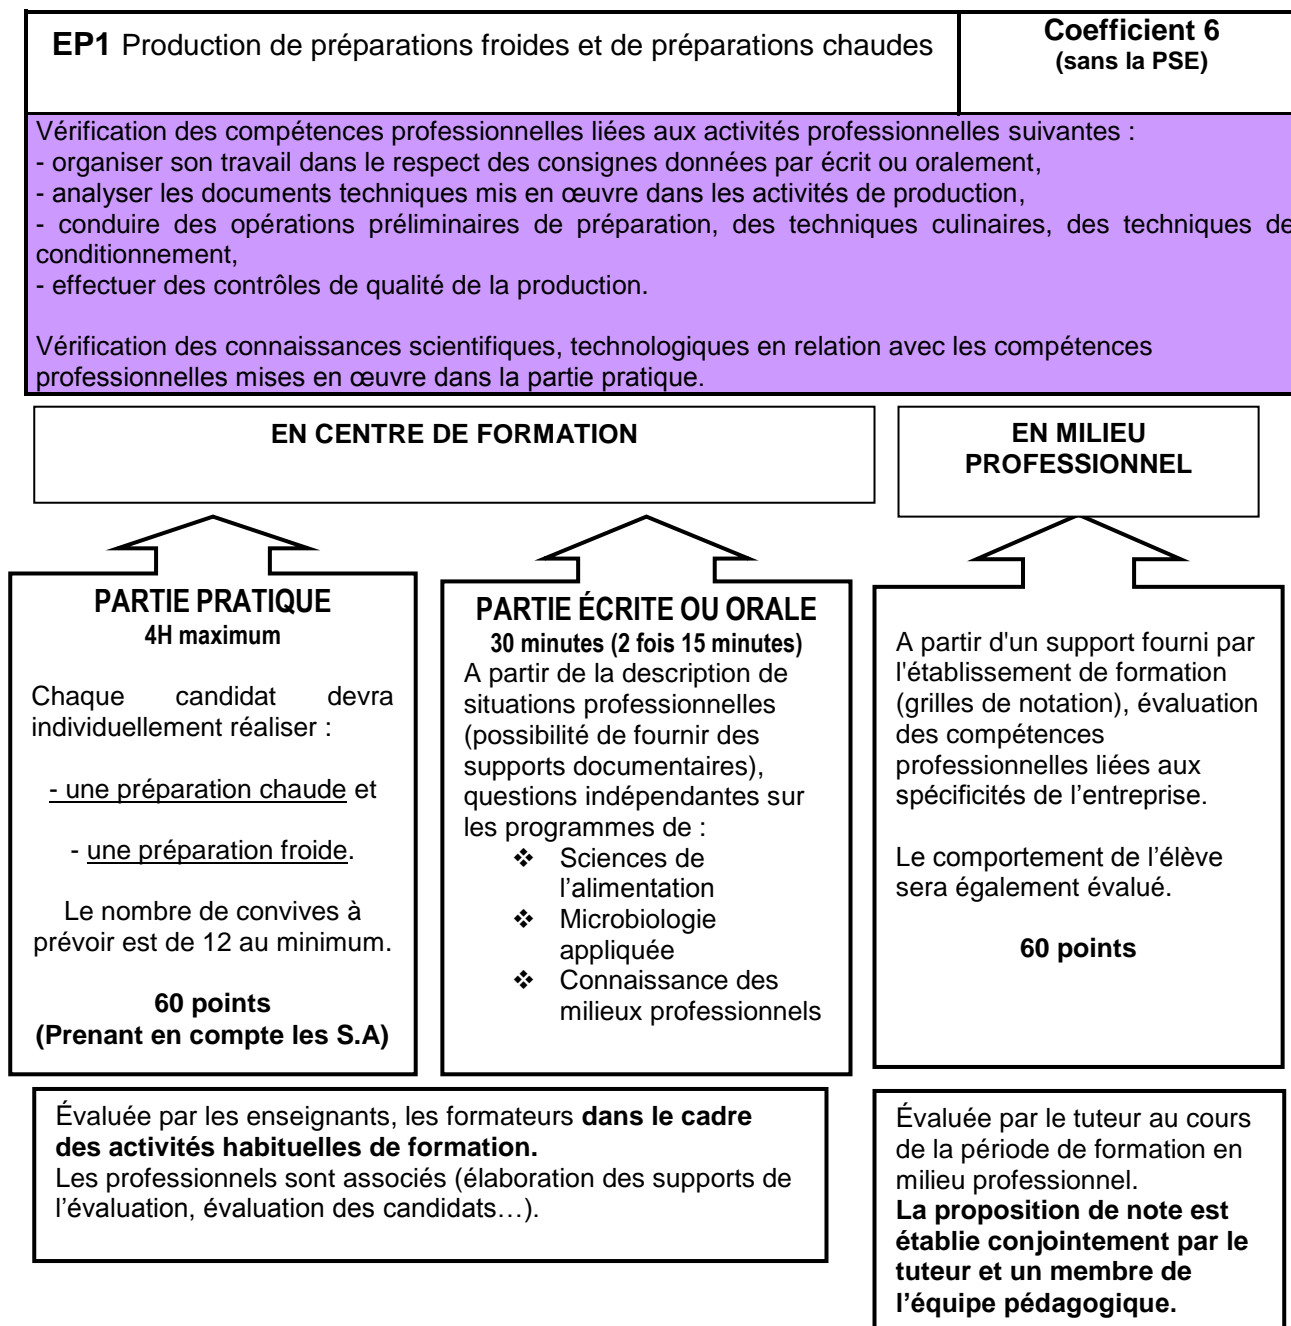 EP1 Production de préparations froides et de préparations chaudes
Coefficient 6
(sans la PSE)
Vérification des compétences professionnelles liées aux activités professionnelles suivantes :
- organiser son travail dans le respect des consignes données par écrit ou oralement,
- analyser les documents techniques mis en œuvre dans les activités de production,
- conduire des opérations préliminaires de préparation, des techniques culinaires, des techniques de
conditionnement,
- effectuer des contrôles de qualité de la production.
Vérification des connaissances scientifiques, technologiques en relation avec les compétences
professionnelles mises en œuvre dans la partie pratique.
EN CENTRE DE FORMATION
EN MILIEU
PROFESSIONNEL
PARTIE PRATIQUE
4H maximum
Chaque candidat devra
individuellement réaliser :
- une préparation chaude et
- une préparation froide.
Le nombre de convives à
prévoir est de 12 au minimum.
60 points
(Prenant en compte les S.A)
PARTIE ÉCRITE OU ORALE
30 minutes (2 fois 15 minutes)
A partir de la description de
situations professionnelles
(possibilité de fournir des
supports documentaires),
questions indépendantes sur
les programmes de :
❖ Sciences de
l’alimentation
❖ Microbiologie
appliquée
❖ Connaissance des
milieux professionnels
A partir d'un support fourni par
l'établissement de formation
(grilles de notation), évaluation
des compétences
professionnelles liées aux
spécificités de l’entreprise.
Le comportement de l’élève
sera également évalué.
60 points
Évaluée par les enseignants, les formateurs dans le cadre
des activités habituelles de formation.
Les professionnels sont associés (élaboration des supports de
l’évaluation, évaluation des candidats…).
Évaluée par le tuteur au cours
de la période de formation en
milieu professionnel.
La proposition de note est
établie conjointement par le
tuteur et un membre de
l’équipe pédagogique.